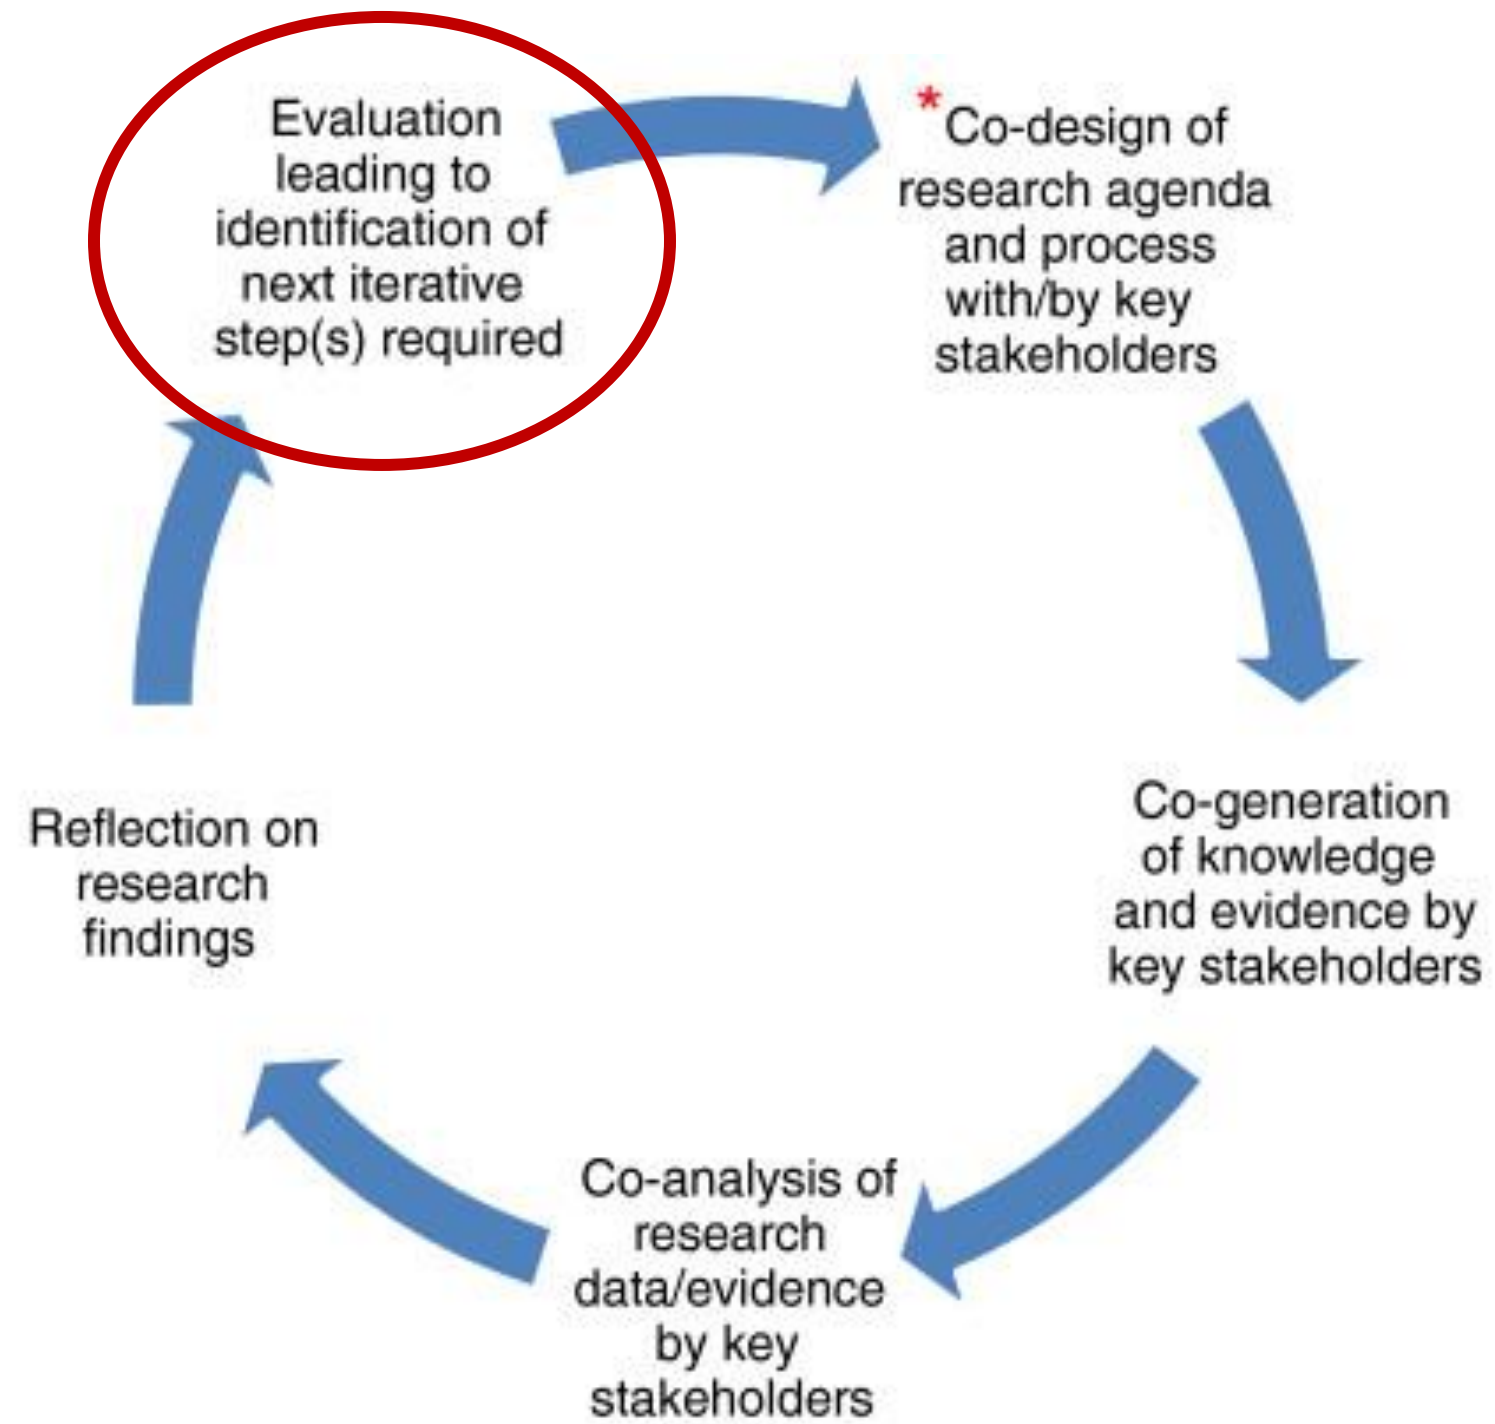 Evaluation
leading to
identification of
next iterative
step(s) required
*Co-design of
research agenda
and process
with/by key
stakeholders
Co-generation
of knowledge
and evidence by
key stakeholders
Co-analysis of
research
data/evidence
by key
stakeholders
Reflection on
research
findings